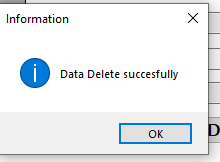 Information
Data Delete succesfully
D
OK